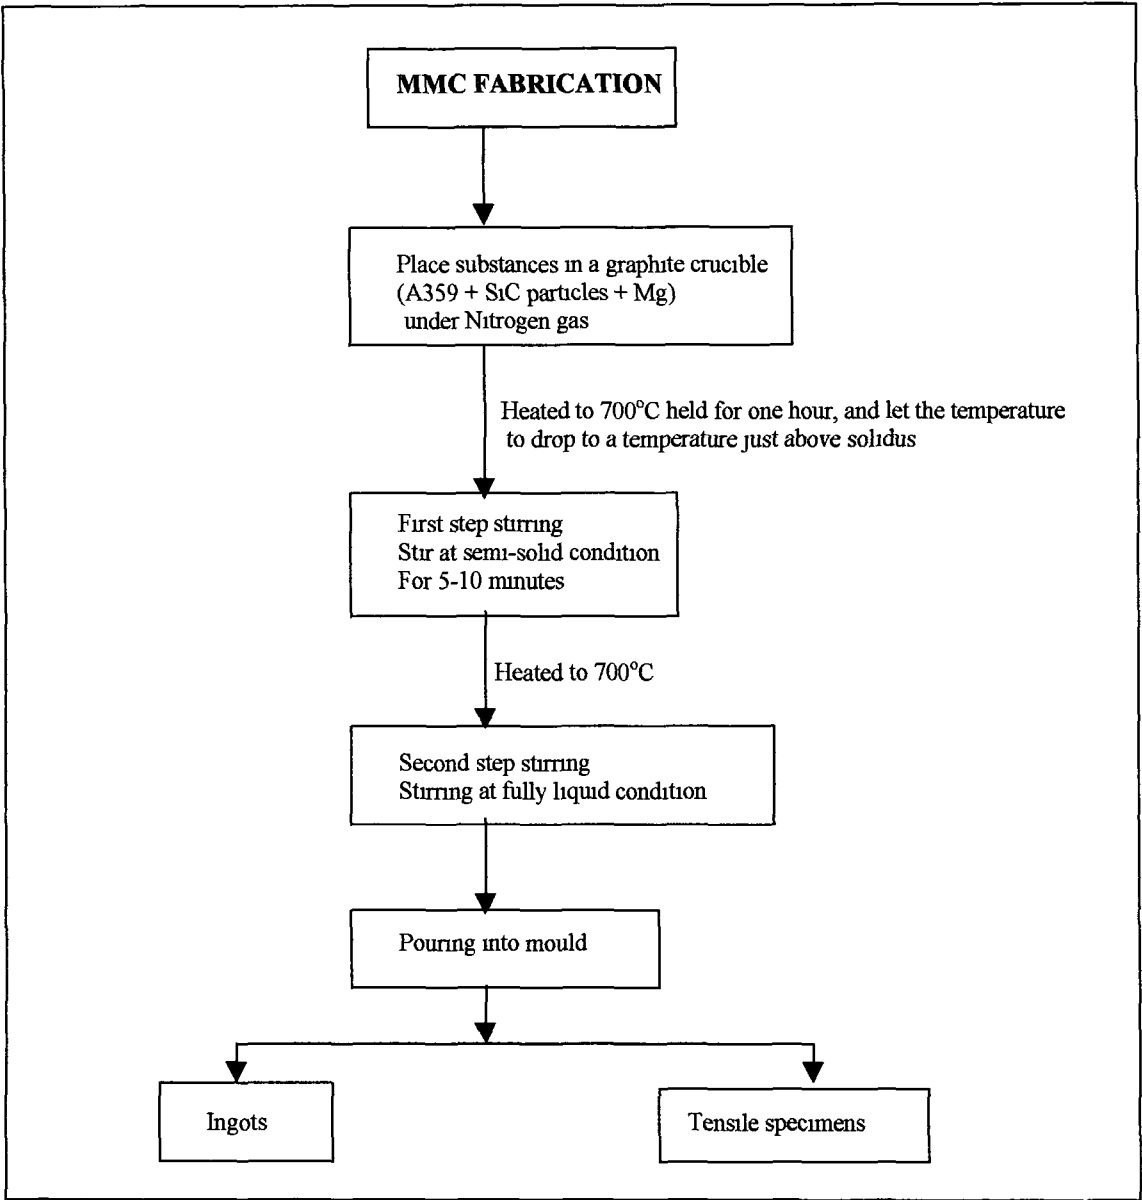 MMC FABRICATION
Place substances in a graphite crucible
(A359 + SiC particles + Mg)
under Nitrogen gas
Heated to 700°C held for one hour, and let the temperature
to drop to a temperature just above solidus
First step stirring
Stir at semi-solid condition
For 5-10 minutes
Heated to 700°C
Second step stirring
Stirring at fully liquid condition
Pouring into mould
Ingots
Tensile specimens